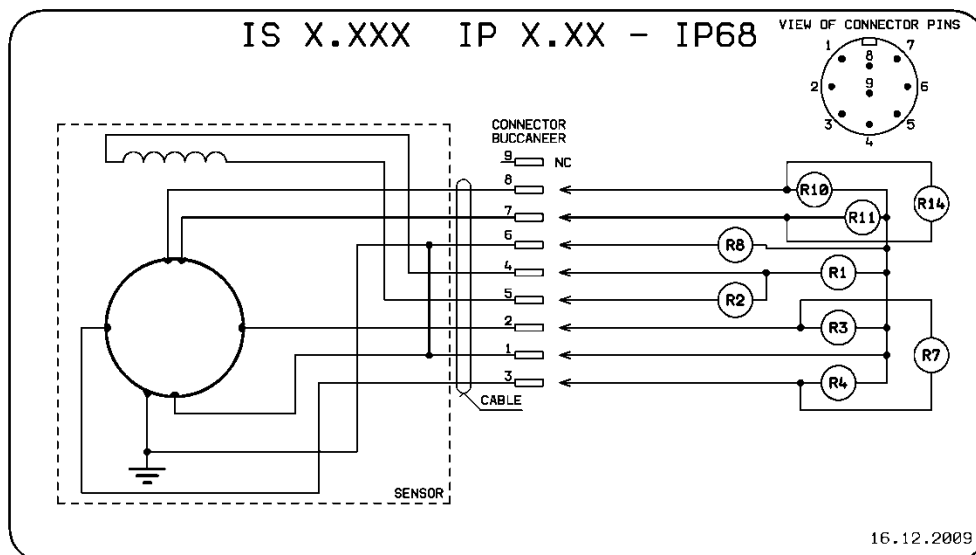 IS X.XXX IP X.XX - IP68
VIEW OF CONNECTOR PINS
1
8
7
2
9
6
3
4
5
CONNECTOR
BUCCANEER
9 NC
8
R10
R14
7
R11
6
R8
4
R1
5
R2
2
R3
1
R7
3
R4
CABLE
SENSOR
16.12.2009